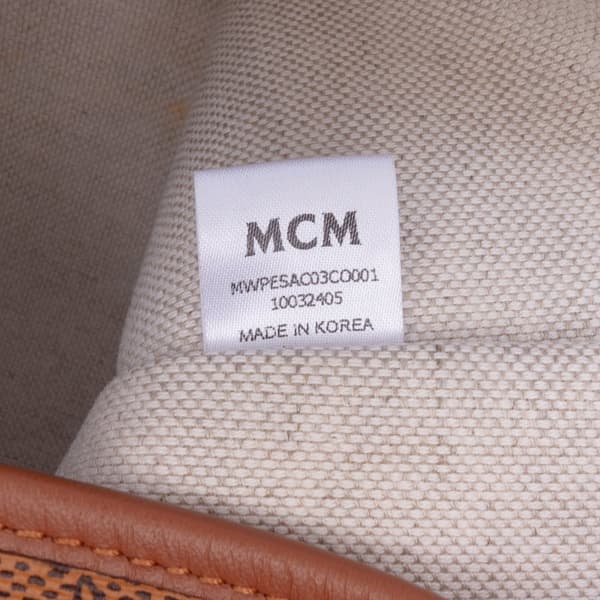 MCM
MWPESAC03CO001
10032405
MADE IN KOREA